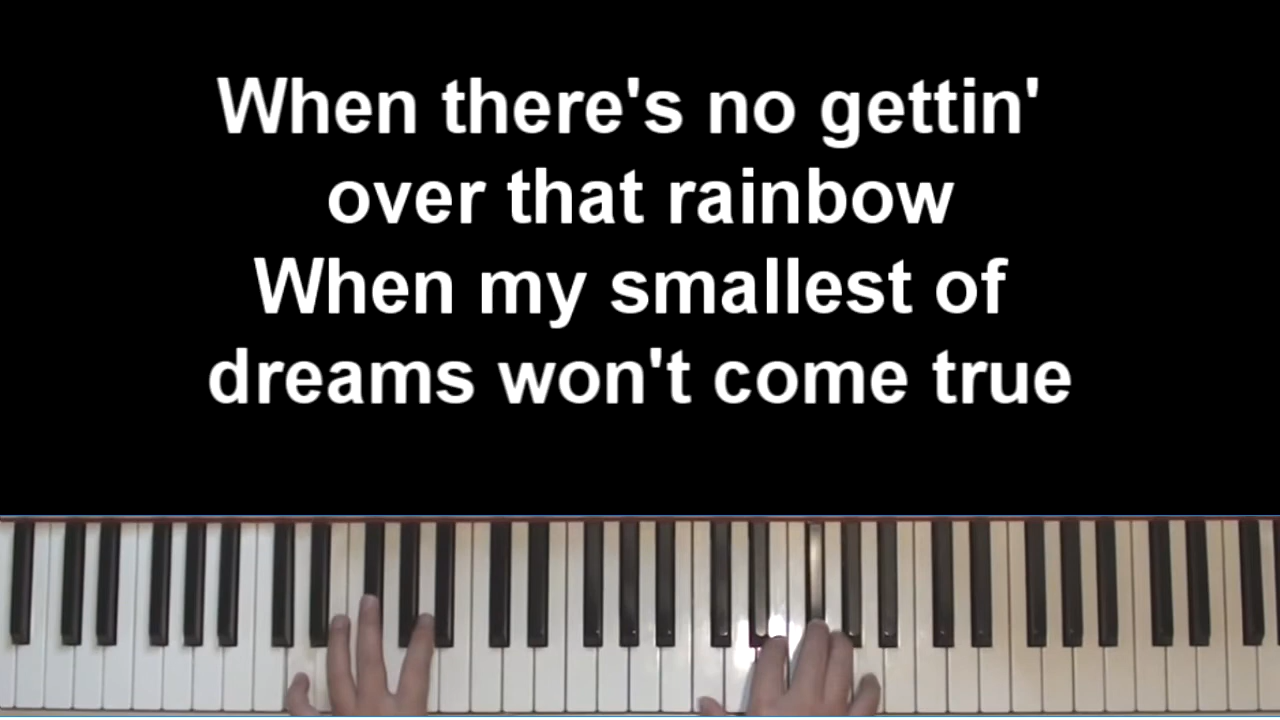 When there's no gettin'
over that rainbow
When my smallest of
dreams won't come true